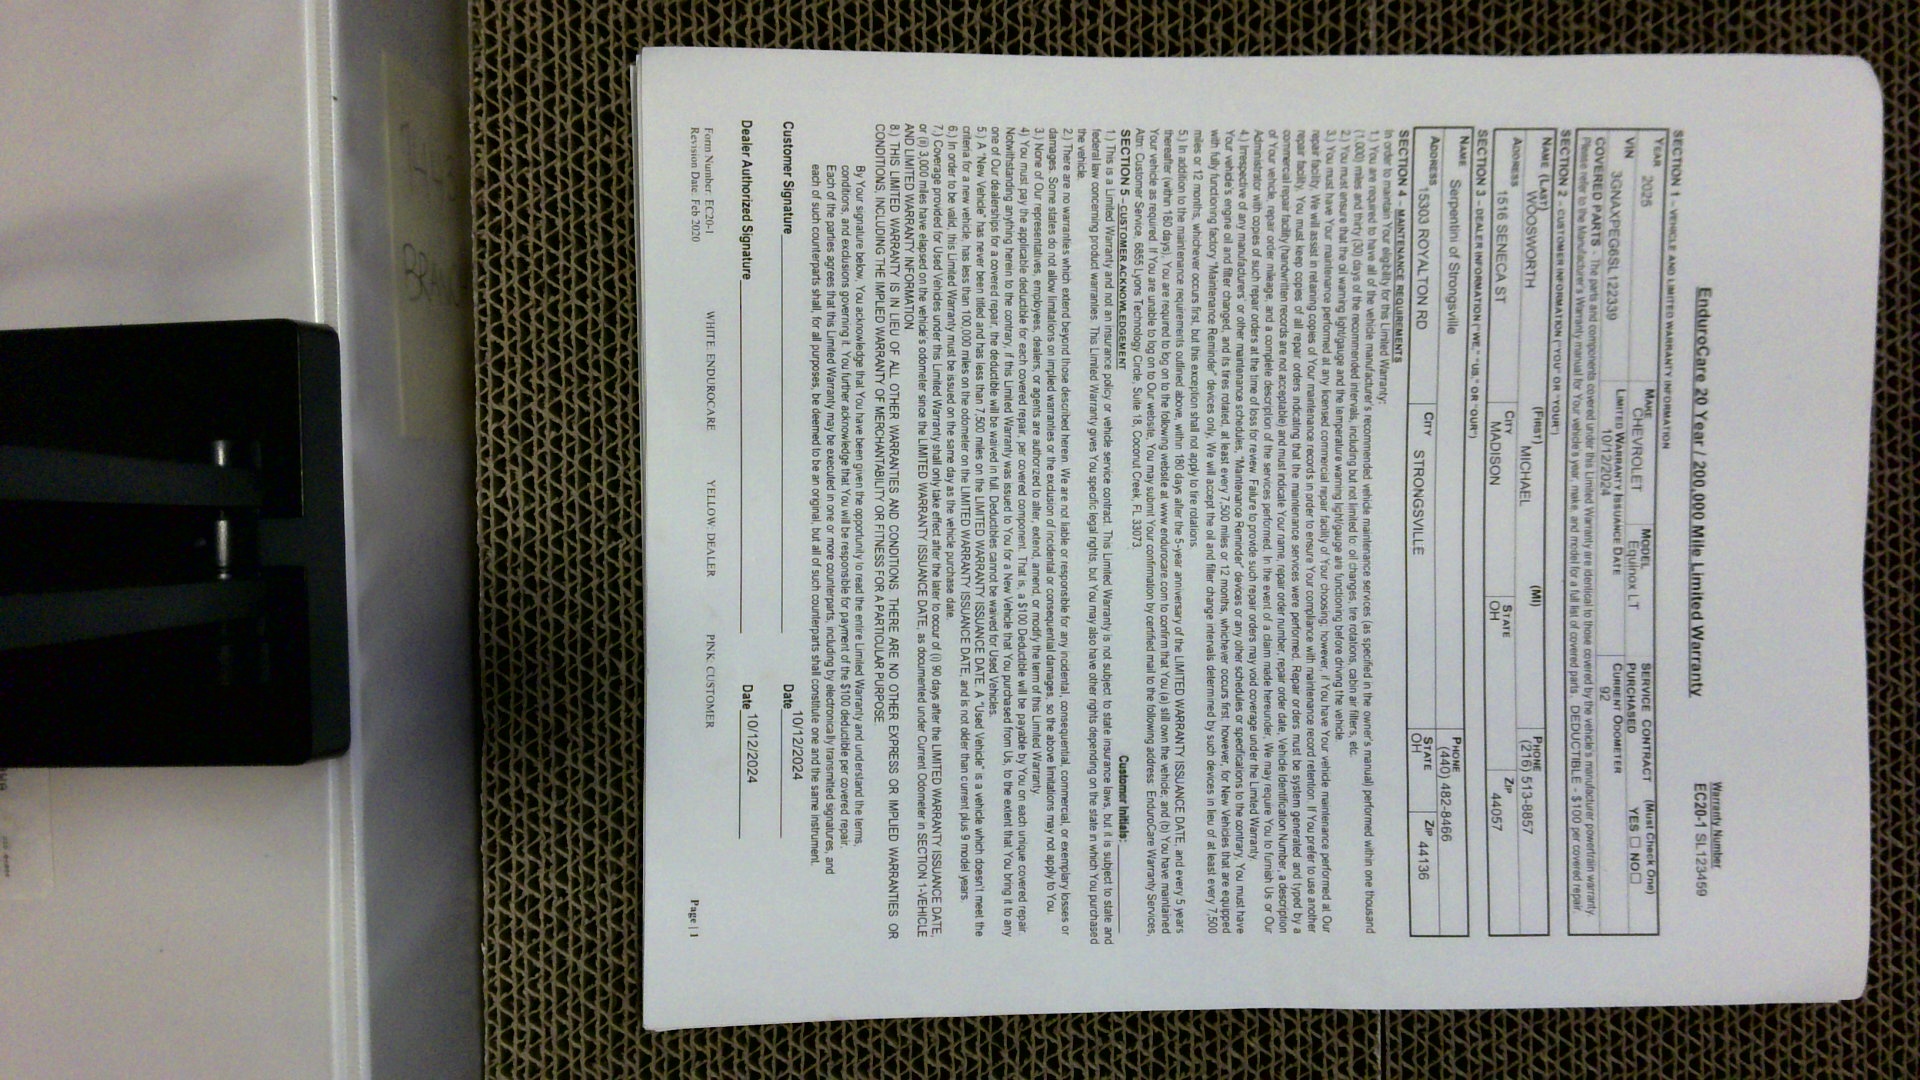 Warranty Number
EnduroCare 20 Year / 200,000 Mile Limited Warranty EC20-1 SL123459
SECTION 1 – VEHICLE AND LIMITED WARRANTY INFORMATION
YEAR 2025 MAKE CHEVROLET MODEL Equinox LT SERVICE CONTRACT PURCHASED (Must Check One) YES ☐ NO ☐
VIN 3GNAXPEG6SL122339 LIMITED WARRANTY ISSUANCE DATE 10/12/2024 CURRENT ODOMETER 92
COVERED PARTS - The parts and components covered under this Limited Warranty are identical to those covered by the vehicle's manufacturer powertrain warranty.
Please refer to the Manufacturer's Warranty manual for Your vehicle's year, make, and model for a full list of covered parts. DEDUCTIBLE - $100 per covered repair.
SECTION 2 – CUSTOMER INFORMATION ("YOU" OR "YOUR")
NAME (LAST) WOOSWORTH (FIRST) MICHAEL (MI) PHONE (216) 513-8857
ADDRESS 1516 SENECA ST CITY MADISON STATE OH ZIP 44057
SECTION 3 – DEALER INFORMATION ("WE," "US," OR "OUR")
NAME Serpentini of Strongsville PHONE (440) 482-8466
ADDRESS 15303 ROYALTON RD CITY STRONGSVILLE STATE OH ZIP 44136
SECTION 4 – MAINTENANCE REQUIREMENTS
In order to maintain Your eligibility for this Limited Warranty:
1.) You are required to have all of the vehicle manufacturer's recommended vehicle maintenance services (as specified in the owner's manual) performed within one thousand
(1,000) miles and thirty (30) days of the recommended intervals, including but not limited to oil changes, tire rotations, cabin air filters, etc.
2.) You must ensure that the oil warning light/gauge and the temperature warning light/gauge are functioning before driving the vehicle.
3.) You must have Your maintenance performed at any licensed commercial repair facility of Your choosing; however, if You have Your vehicle maintenance performed at Our
repair facility, We will assist in retaining copies of Your maintenance records in order to ensure Your compliance with maintenance record retention. If You prefer to use another
repair facility, You must keep copies of all repair orders indicating that the maintenance services were performed. Repair orders must be system generated and typed by a
commercial repair facility (handwritten records are not acceptable) and must indicate Your name, repair order number, repair order date, Vehicle Identification Number, a description
of Your vehicle, repair order mileage, and a complete description of the services performed. In the event of a claim made hereunder, We may require You to furnish Us or Our
Administrator with copies of such repair orders at the time of loss for review. Failure to provide such repair orders may void coverage under the Limited Warranty.
4.) Irrespective of any manufacturers' or other maintenance schedules, "Maintenance Reminder" devices or any other schedules or specifications to the contrary, You must have
Your vehicle's engine oil and filter changed, and its tires rotated, at least every 7,500 miles or 12 months, whichever occurs first; however, for New Vehicles that are equipped
with fully functioning factory "Maintenance Reminder" devices only, We will accept the oil and filter change intervals determined by such devices in lieu of at least every 7,500
miles or 12 months, whichever occurs first, but this exception shall not apply to tire rotations.
5.) In addition to the maintenance requirements outlined above, within 180 days after the 5-year anniversary of the LIMITED WARRANTY ISSUANCE DATE, and every 5 years
thereafter (within 180 days), You are required to log on to the following website at www.endurocare.com to confirm that You (a) still own the vehicle, and (b) You have maintained
Your vehicle as required. If You are unable to log on to Our website, You may submit Your confirmation by certified mail to the following address: EnduroCare Warranty Services,
Attn: Customer Service, 6855 Lyons Technology Circle, Suite 18, Coconut Creek, FL 33073.
SECTION 5 – CUSTOMER ACKNOWLEDGEMENT Customer Initials:
1.) This is a Limited Warranty and not an insurance policy or vehicle service contract. This Limited Warranty is not subject to state insurance laws, but it is subject to state and
federal law concerning product warranties. This Limited Warranty gives You specific legal rights, but You may also have other rights depending on the state in which You purchased
the vehicle.
2.) There are no warranties which extend beyond those described herein. We are not liable or responsible for any incidental, consequential, commercial, or exemplary losses or
damages. Some states do not allow limitations on implied warranties or the exclusion of incidental or consequential damages, so the above limitations may not apply to You.
3.) None of Our representatives, employees, dealers, or agents are authorized to alter, extend, amend, or modify the term of this Limited Warranty.
4) You must pay the applicable deductible for each covered repair, per covered component. That is, a $100 Deductible will be payable by You on each unique covered repair.
Notwithstanding anything herein to the contrary, if this Limited Warranty was issued to You for a New Vehicle that You purchased from Us, to the extent that You bring it to any
one of Our dealerships for a covered repair, the deductible will be waived in full. Deductibles cannot be waived for Used Vehicles.
5.) A "New Vehicle" has never been titled and has less than 7,500 miles on the LIMITED WARRANTY ISSUANCE DATE. A "Used Vehicle" is a vehicle which doesn't meet the
criteria for a new vehicle, has less than 100,000 miles on the odometer on the LIMITED WARRANTY ISSUANCE DATE, and is not older than current plus 9 model years.
6.) In order to be valid, this Limited Warranty must be issued on the same day as the vehicle purchase date.
7.) Coverage provided for Used Vehicles under this Limited Warranty shall only take effect after the later to occur of (i) 90 days after the LIMITED WARRANTY ISSUANCE DATE,
or (ii) 3,000 miles have elapsed on the vehicle's odometer since the LIMITED WARRANTY ISSUANCE DATE, as documented under Current Odometer in SECTION 1-VEHICLE
AND LIMITED WARRANTY INFORMATION.
8.) THIS LIMITED WARRANTY IS IN LIEU OF ALL OTHER WARRANTIES AND CONDITIONS. THERE ARE NO OTHER EXPRESS OR IMPLIED WARRANTIES OR
CONDITIONS, INCLUDING THE IMPLIED WARRANTY OF MERCHANTABILITY OR FITNESS FOR A PARTICULAR PURPOSE.
By Your signature below, You acknowledge that You have been given the opportunity to read the entire Limited Warranty and understand the terms,
conditions, and exclusions governing it. You further acknowledge that You will be responsible for payment of the $100 deductible per covered repair.
Each of the parties agrees that this Limited Warranty may be executed in one or more counterparts, including by electronically transmitted signatures, and
each of such counterparts shall, for all purposes, be deemed to be an original, but all of such counterparts shall constitute one and the same instrument.
Customer Signature Date 10/12/2024
Dealer Authorized Signature Date 10/12/2024
Form Number EC20-1 WHITE: ENDUROCARE YELLOW: DEALER PINK: CUSTOMER
Revision Date Feb 2020 Page | 1